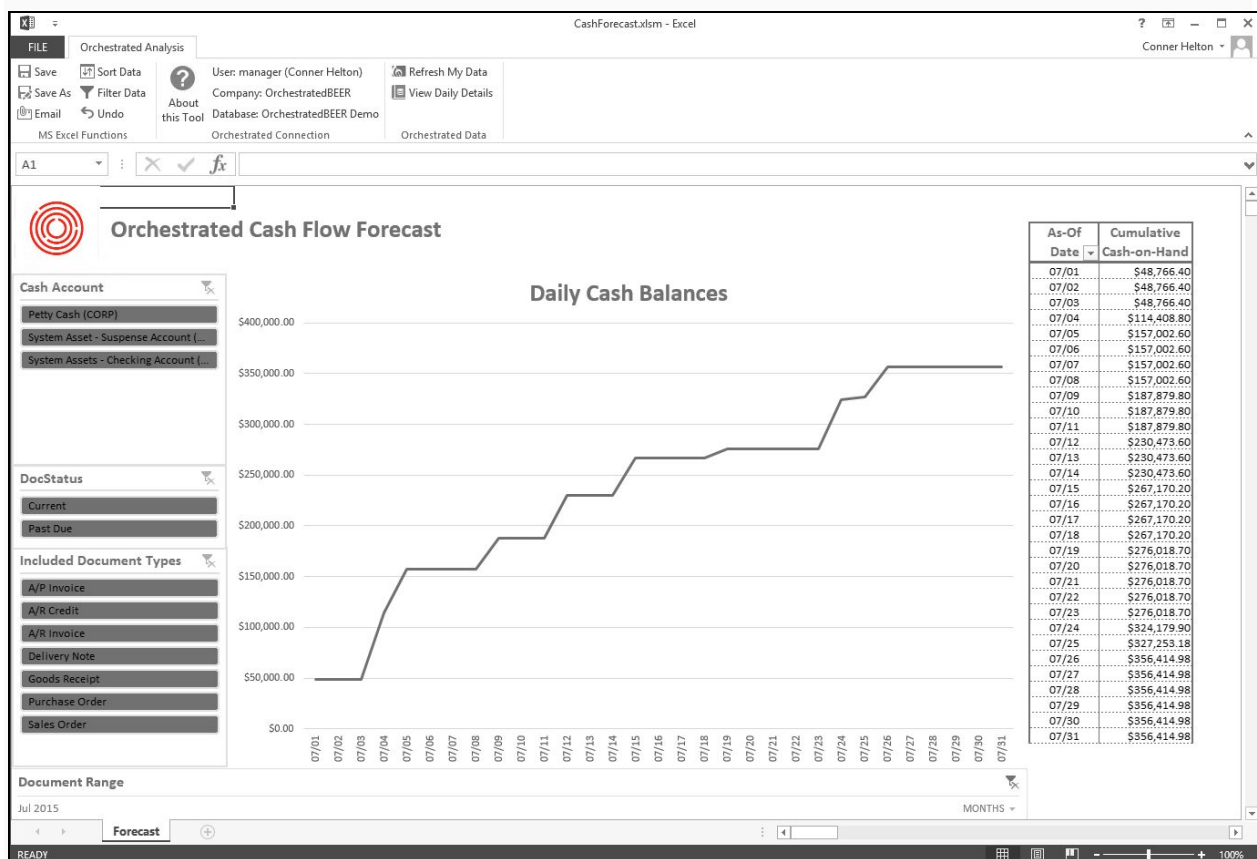 CashForecast.xlsm - Excel
?
FILE
Orchestrated Analysis
Conner Helton
Save
Sort Data
Save As
Filter Data
Email
Undo
MS Excel Functions
About
this Tool
User: manager (Conner Helton)
Company: OrchestratedBEER
Database: OrchestratedBEER Demo
Orchestrated Connection
Refresh My Data
View Daily Details
Orchestrated Data
A1
fx
Orchestrated Cash Flow Forecast
Cash Account
Petty Cash (CORP)
System Asset - Suspense Account (...
System Assets - Checking Account (...
DocStatus
Current
Past Due
Included Document Types
A/P Invoice
A/R Credit
A/R Invoice
Delivery Note
Goods Receipt
Purchase Order
Sales Order
Daily Cash Balances
$400,000.00
$350,000.00
$300,000.00
$250,000.00
$200,000.00
$150,000.00
$100,000.00
$50,000.00
$0.00
07/01 07/02 07/03 07/04 07/05 07/06 07/07 07/08 07/09 07/10 07/11 07/12 07/13 07/14 07/15 07/16 07/17 07/18 07/19 07/20 07/21 07/22 07/23 07/24 07/25 07/26 07/27 07/28 07/29 07/30 07/31
As-Of Cumulative
Date Cash-on-Hand
07/01 $48,766.40
07/02 $48,766.40
07/03 $48,766.40
07/04 $114,408.80
07/05 $157,002.60
07/06 $157,002.60
07/07 $157,002.60
07/08 $157,002.60
07/09 $187,879.80
07/10 $187,879.80
07/11 $187,879.80
07/12 $230,473.60
07/13 $230,473.60
07/14 $230,473.60
07/15 $267,170.20
07/16 $267,170.20
07/17 $267,170.20
07/18 $267,170.20
07/19 $276,018.70
07/20 $276,018.70
07/21 $276,018.70
07/22 $276,018.70
07/23 $276,018.70
07/24 $324,179.90
07/25 $327,253.18
07/26 $356,414.98
07/27 $356,414.98
07/28 $356,414.98
07/29 $356,414.98
07/30 $356,414.98
07/31 $356,414.98
Document Range
Jul 2015
MONTHS
Forecast
READY
100%